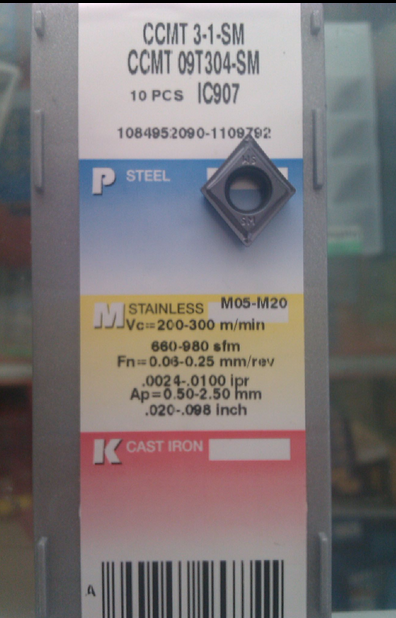 CCMT 3-1-SM
CCMT 09T304-SM
10 PCS IC907
1084952090-1109792
P STEEL
M STAINLESS M05-M20
Vc=200-300 m/min
660-980 sfm
Fn=0.06-0.25 mm/rev
.0024-.0100 ipr
Ap=0.50-2.50 mm
.020-.098 inch
K CAST IRON
A